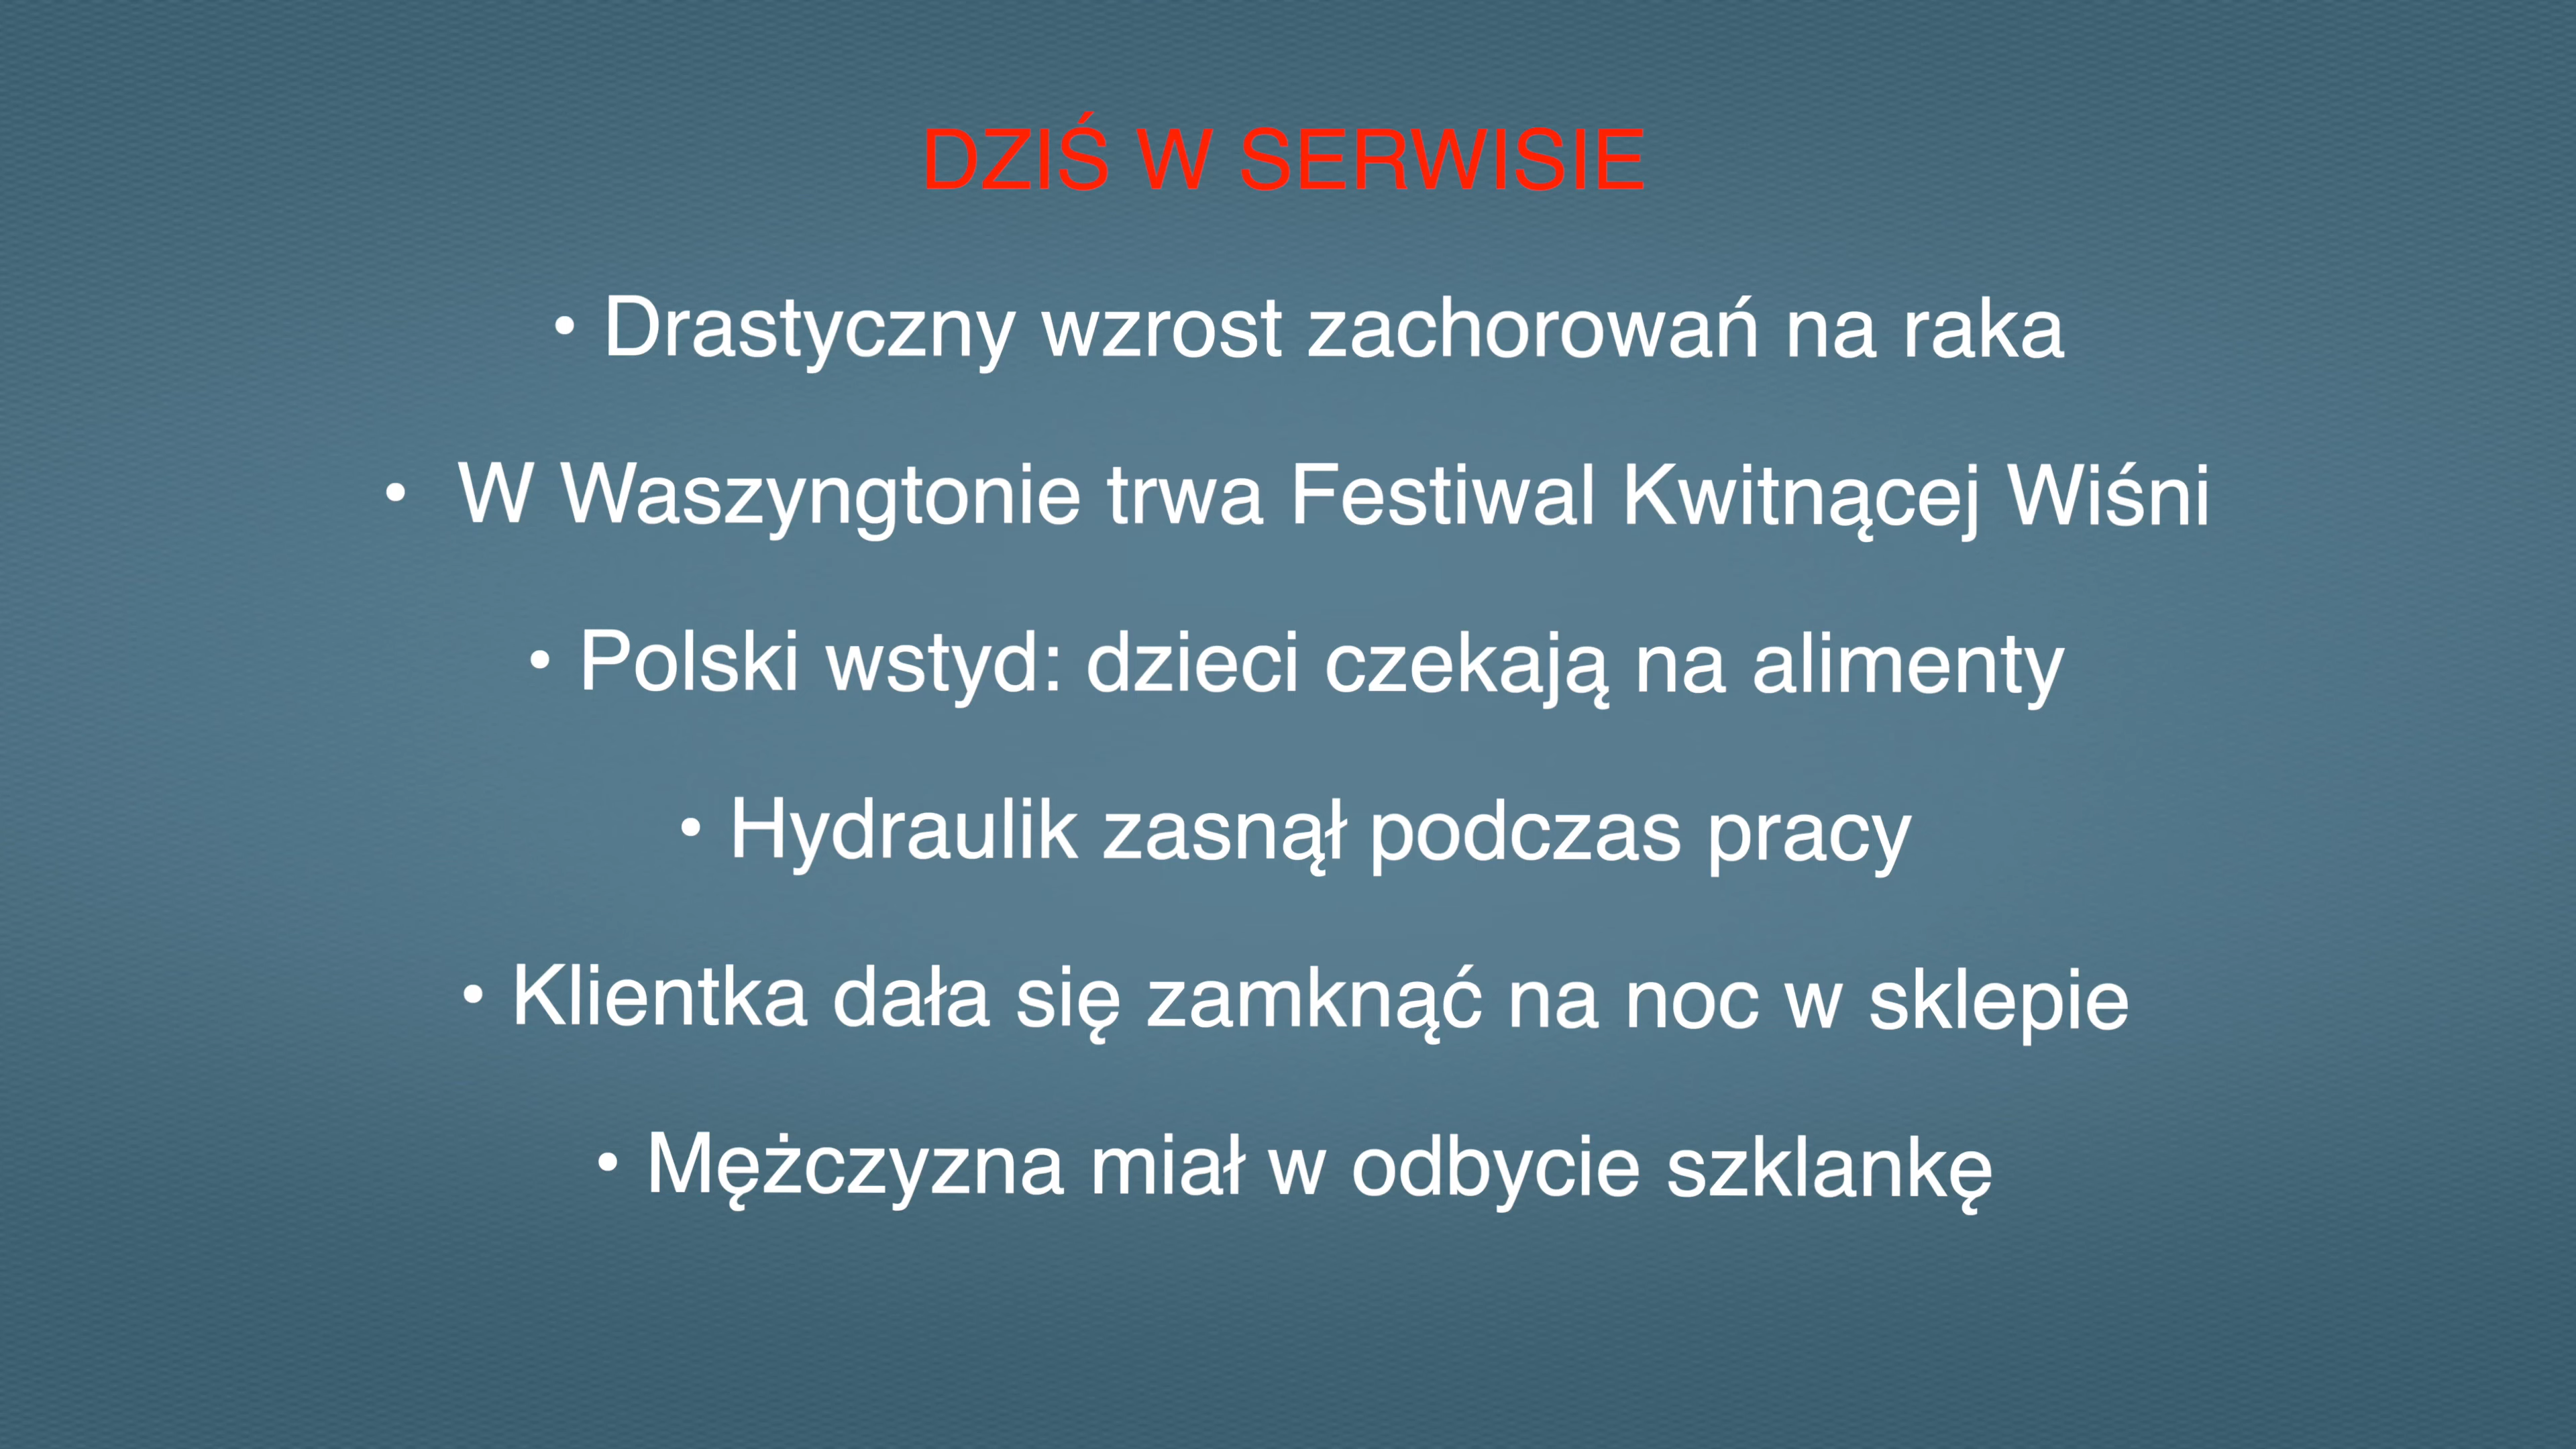 DZIŚ W SERWISIE
• Drastyczny wzrost zachorowań na raka
• W Waszyngtonie trwa Festiwal Kwitnącej Wiśni
• Polski wstyd: dzieci czekają na alimenty
• Hydraulik zasnął podczas pracy
• Klientka dała się zamknąć na noc w sklepie
• Mężczyzna miał w odbycie szklankę